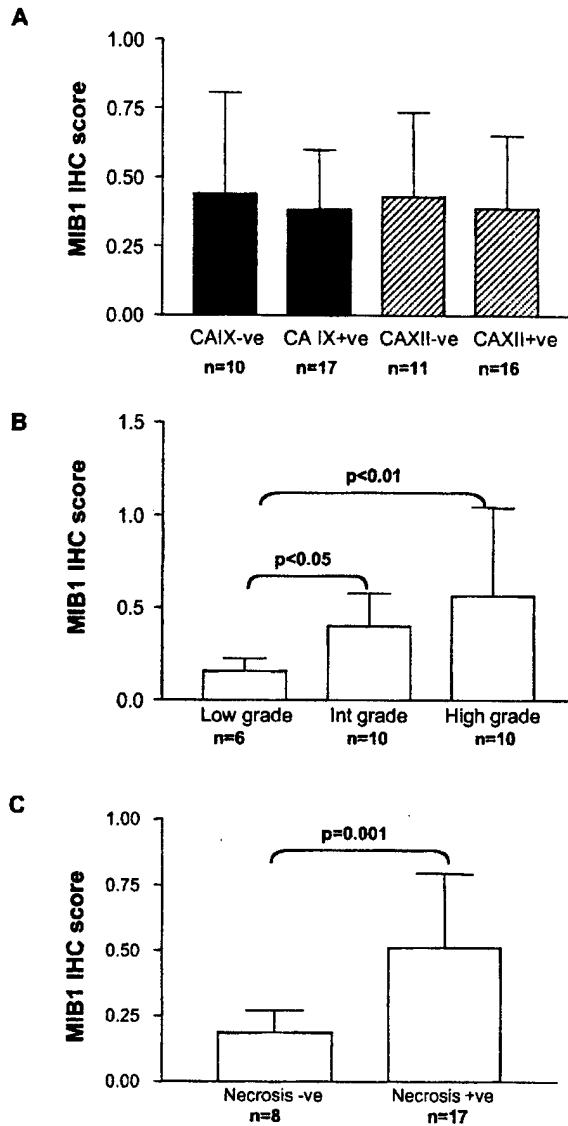 A
MIB1 IHC score
1.00
0.75
0.50
0.25
0.00
CAIX-ve CA IX+ve CAXII-ve CAXII+ve
n=10 n=17 n=11 n=16
B
MIB1 IHC score
1.5
1.0
0.5
0.0
p<0.01
p<0.05
Low grade Int grade High grade
n=6 n=10 n=10
C
MIB1 IHC score
1.00
0.75
0.50
0.25
0.00
p=0.001
Necrosis -ve Necrosis +ve
n=8 n=17